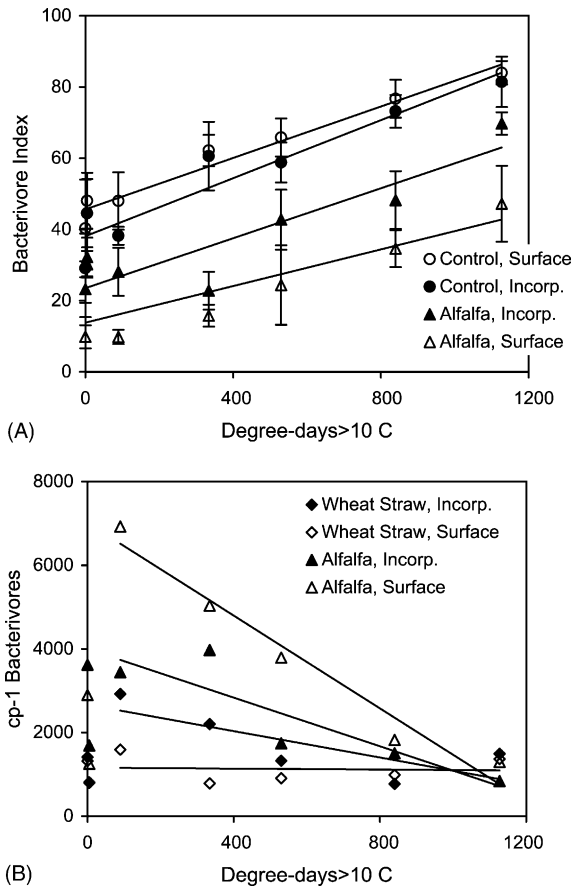 100
80
60
40
20
0
Bacterivore Index
Control, Surface
Control, Incorp.
Alfalfa, Incorp.
Alfalfa, Surface
0 400 800 1200
(A) Degree-days>10 C
8000
6000
4000
2000
0
cp-1 Bacterivores
Wheat Straw, Incorp.
Wheat Straw, Surface
Alfalfa, Incorp.
Alfalfa, Surface
0 400 800 1200
(B) Degree-days>10 C